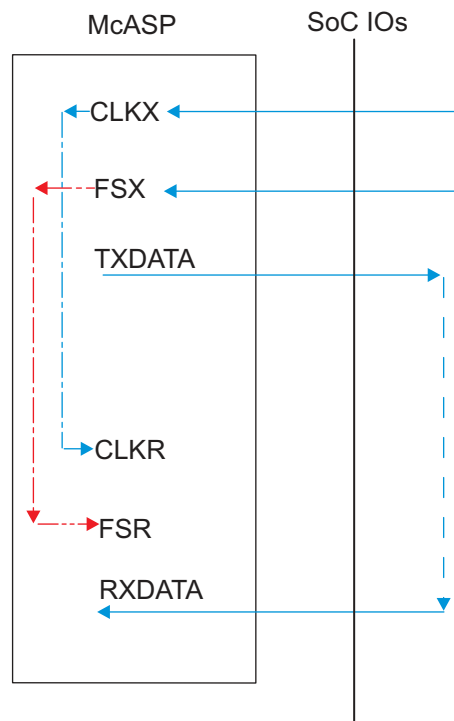 McASP
SoC IOs
CLKX
FSX
TXDATA
CLKR
FSR
RXDATA